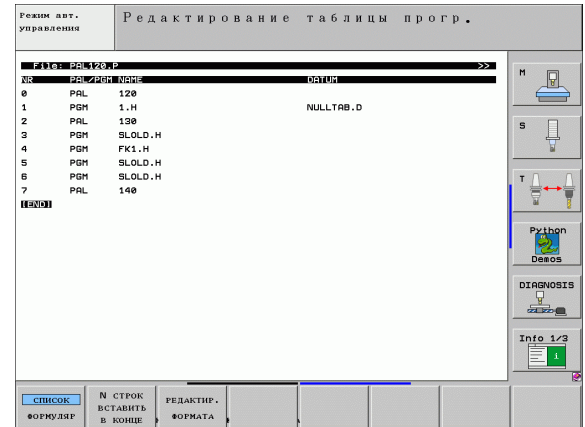 Режим авт.
управления
Редактирование таблицы прогр.
File: PAL120.P >>
NR PAL/PGM NAME DATUM
0 PAL 120
1 PGM 1.H NULLTAB.D
2 PAL 130
3 PGM SLOLD.H
4 PGM FK1.H
5 PGM SLOLD.H
6 PGM SLOLD.H
7 PAL 140
[END]
M
S
T
Python
Demos
DIAGNOSIS
Info 1/3
i
СПИСОК
ФОРМУЛЯР
N СТРОК
ВСТАВИТЬ
В КОНЦЕ
РЕДАКТИР.
ФОРМАТА